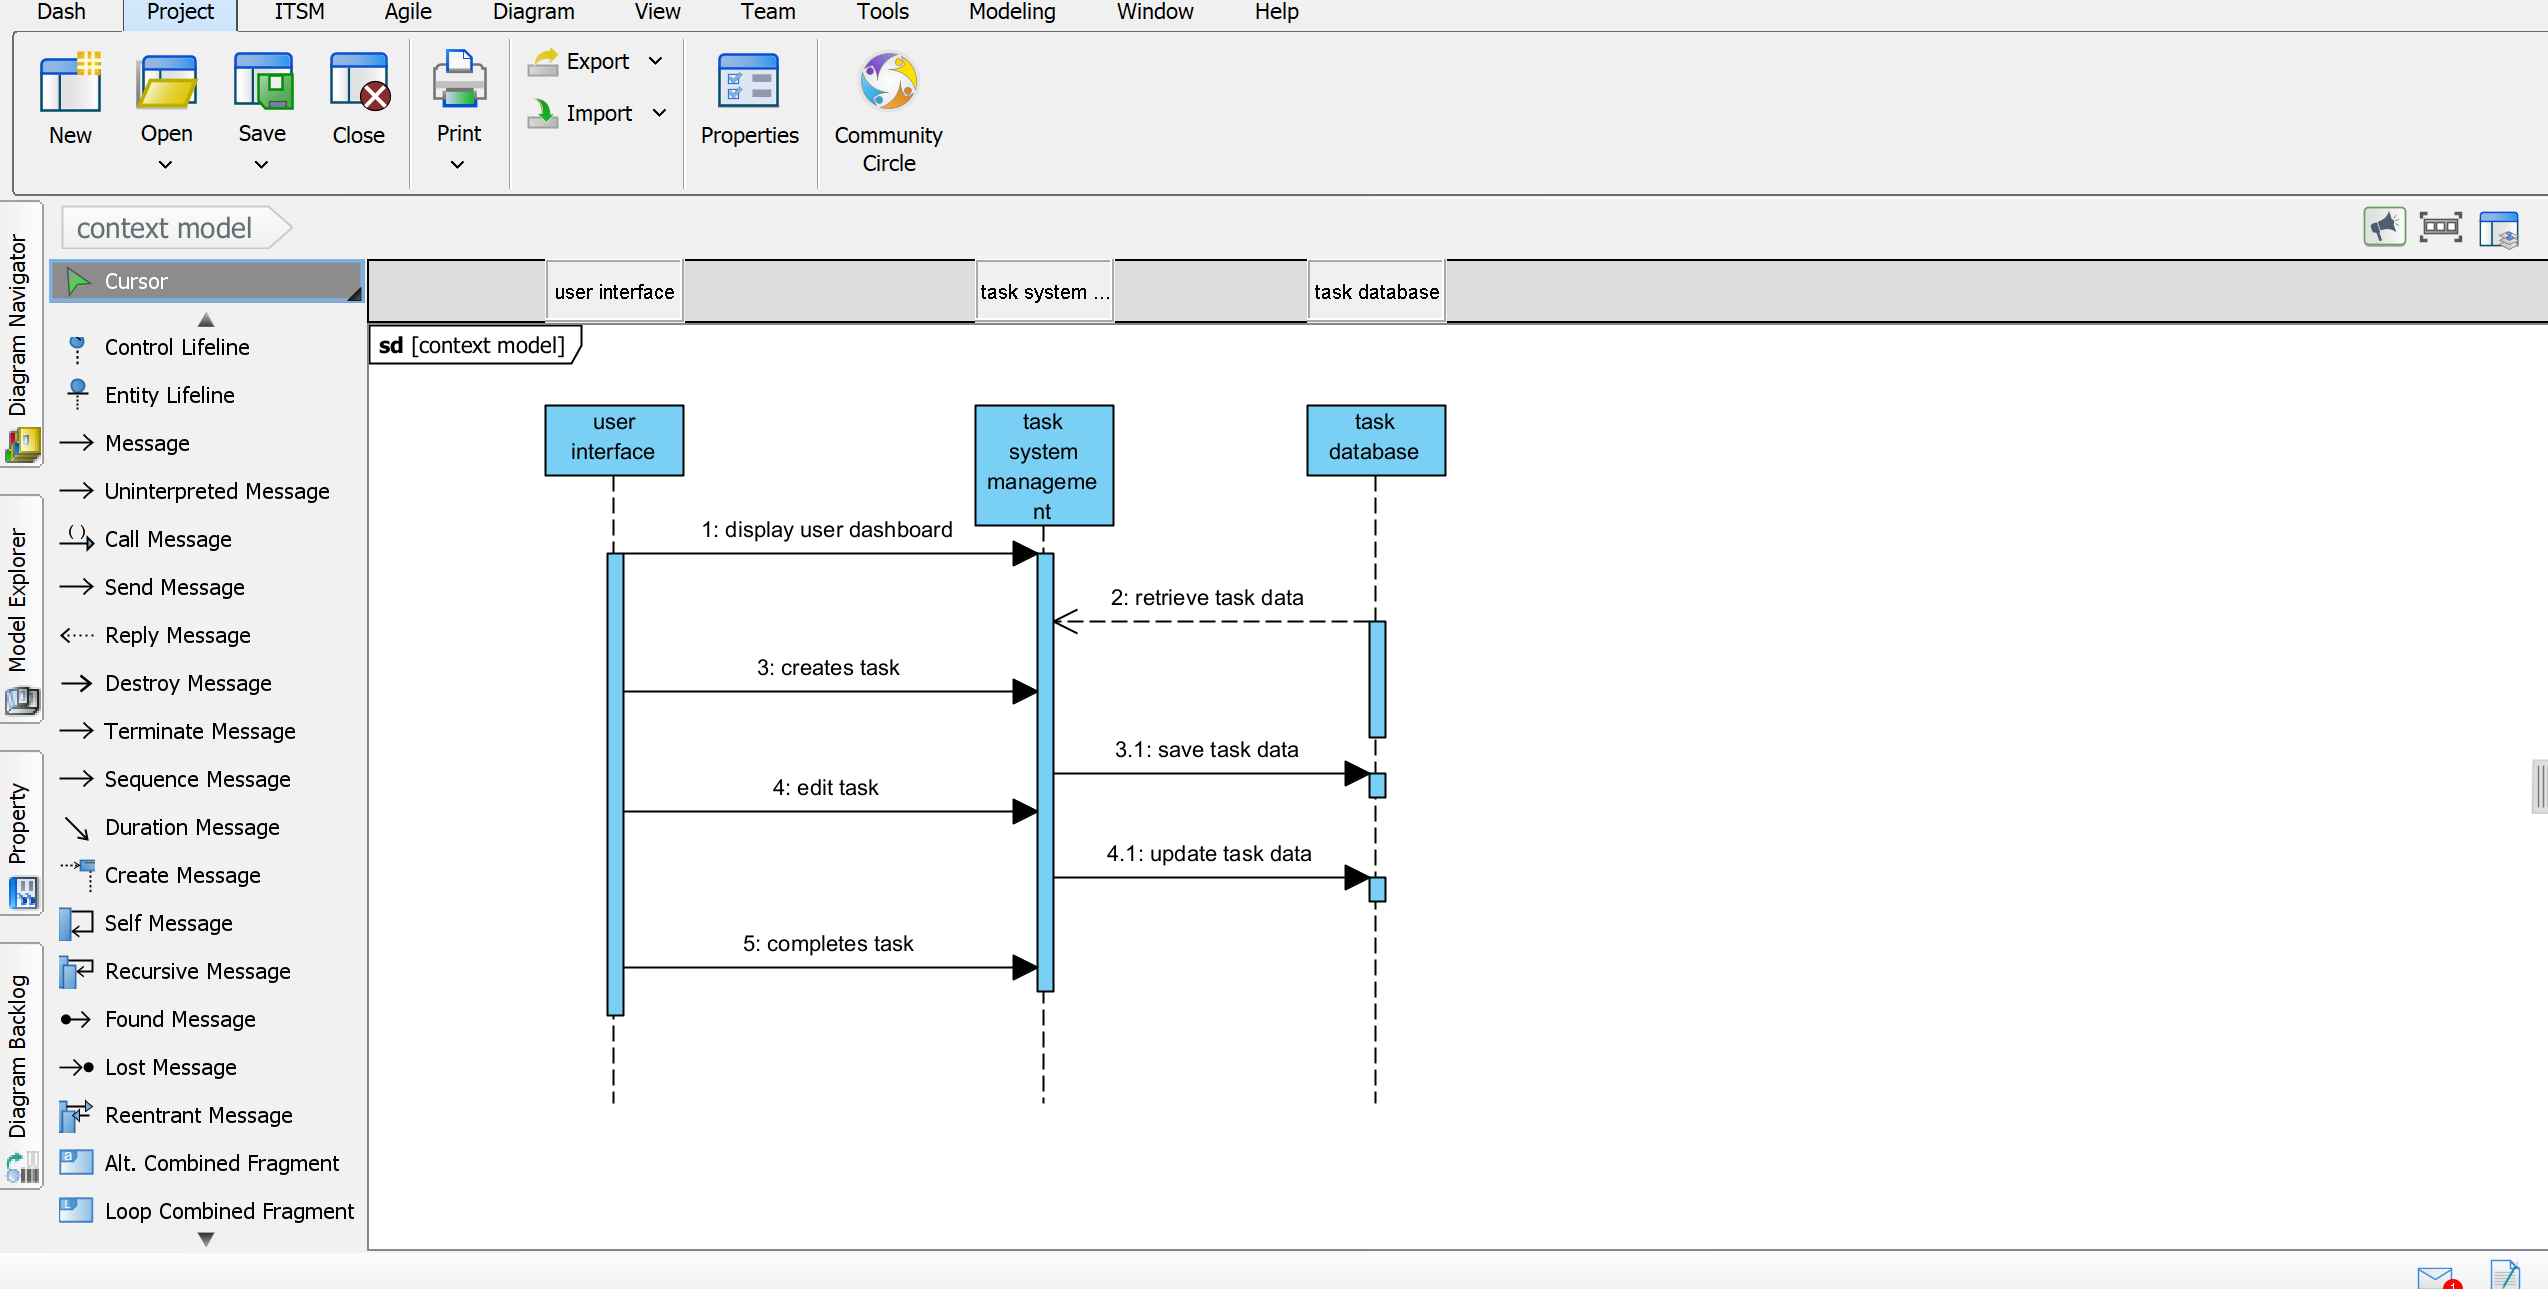 Dash Project ITSM Agile Diagram View Team Tools Modeling Window Help
New Open Save Close Print Export Import Properties Community Circle
context model
Diagram Navigator
Model Explorer
Property
Diagram Backlog
Cursor
Control Lifeline
Entity Lifeline
Message
Uninterpreted Message
Call Message
Send Message
Reply Message
Destroy Message
Terminate Message
Sequence Message
Duration Message
Create Message
Self Message
Recursive Message
Found Message
Lost Message
Reentrant Message
Alt. Combined Fragment
Loop Combined Fragment
user interface task system ... task database
sd [context model]
user
interface
task
system
manageme
nt
task
database
1: display user dashboard
2: retrieve task data
3: creates task
3.1: save task data
4: edit task
4.1: update task data
5: completes task
1